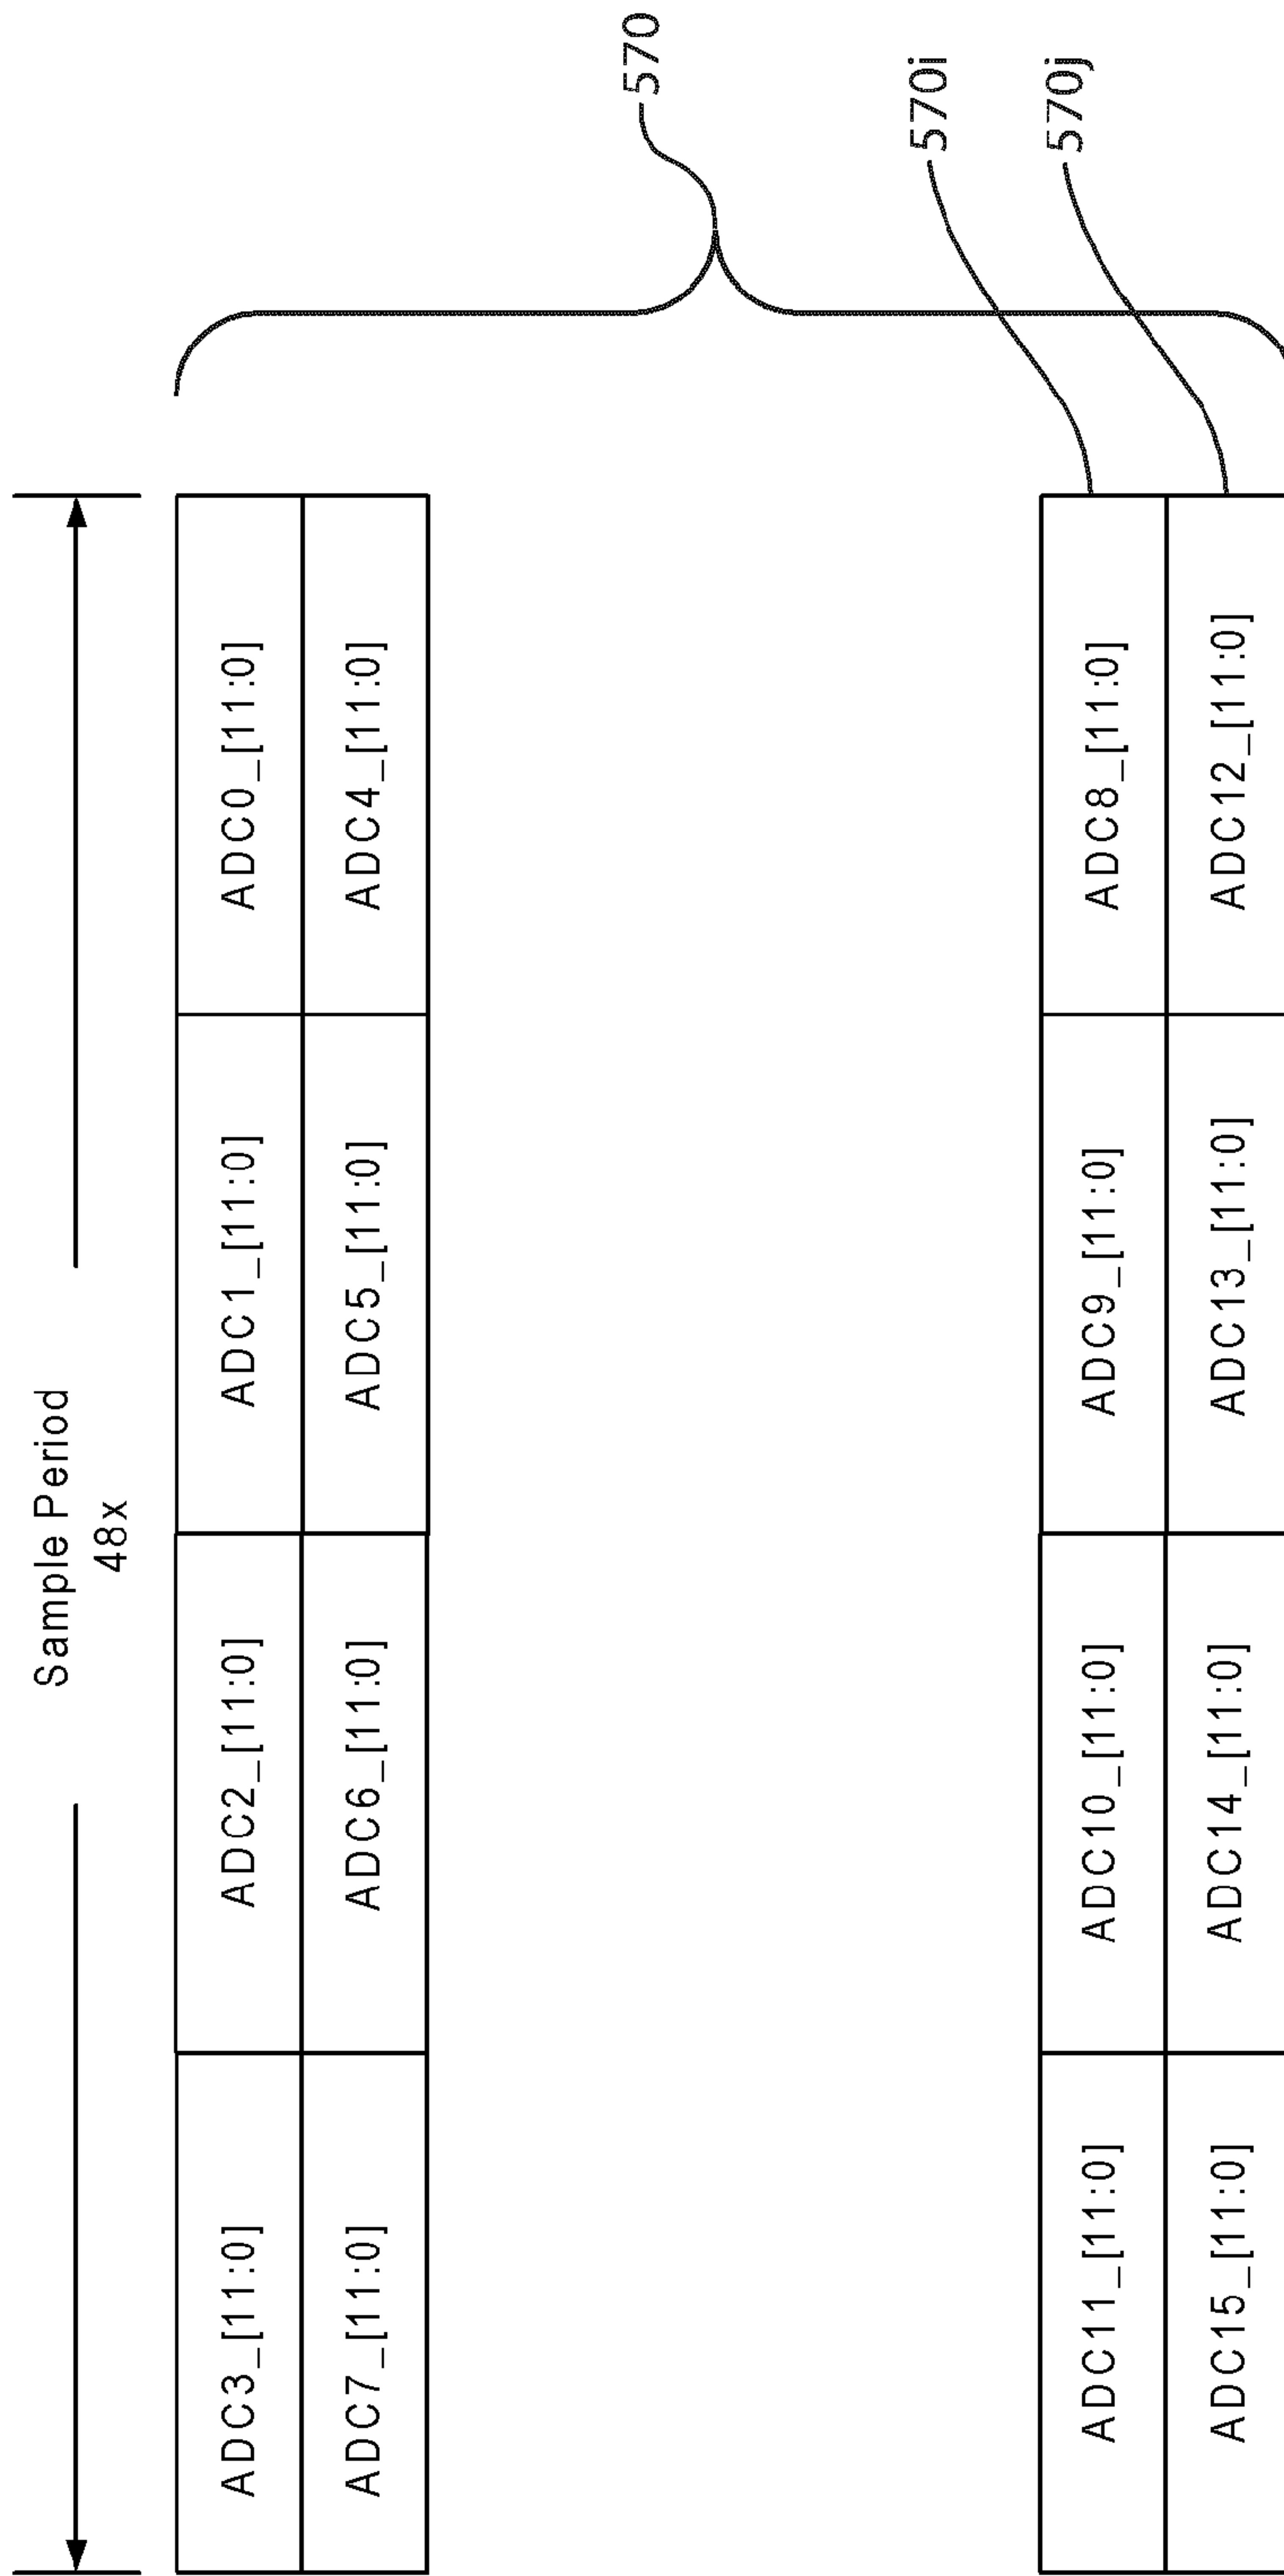 Sample Period
48x
ADC3_[11:0] ADC2_[11:0] ADC1_[11:0] ADC0_[11:0]
ADC7_[11:0] ADC6_[11:0] ADC5_[11:0] ADC4_[11:0]
570
570i
570j
ADC11_[11:0] ADC10_[11:0] ADC9_[11:0] ADC8_[11:0]
ADC15_[11:0] ADC14_[11:0] ADC13_[11:0] ADC12_[11:0]